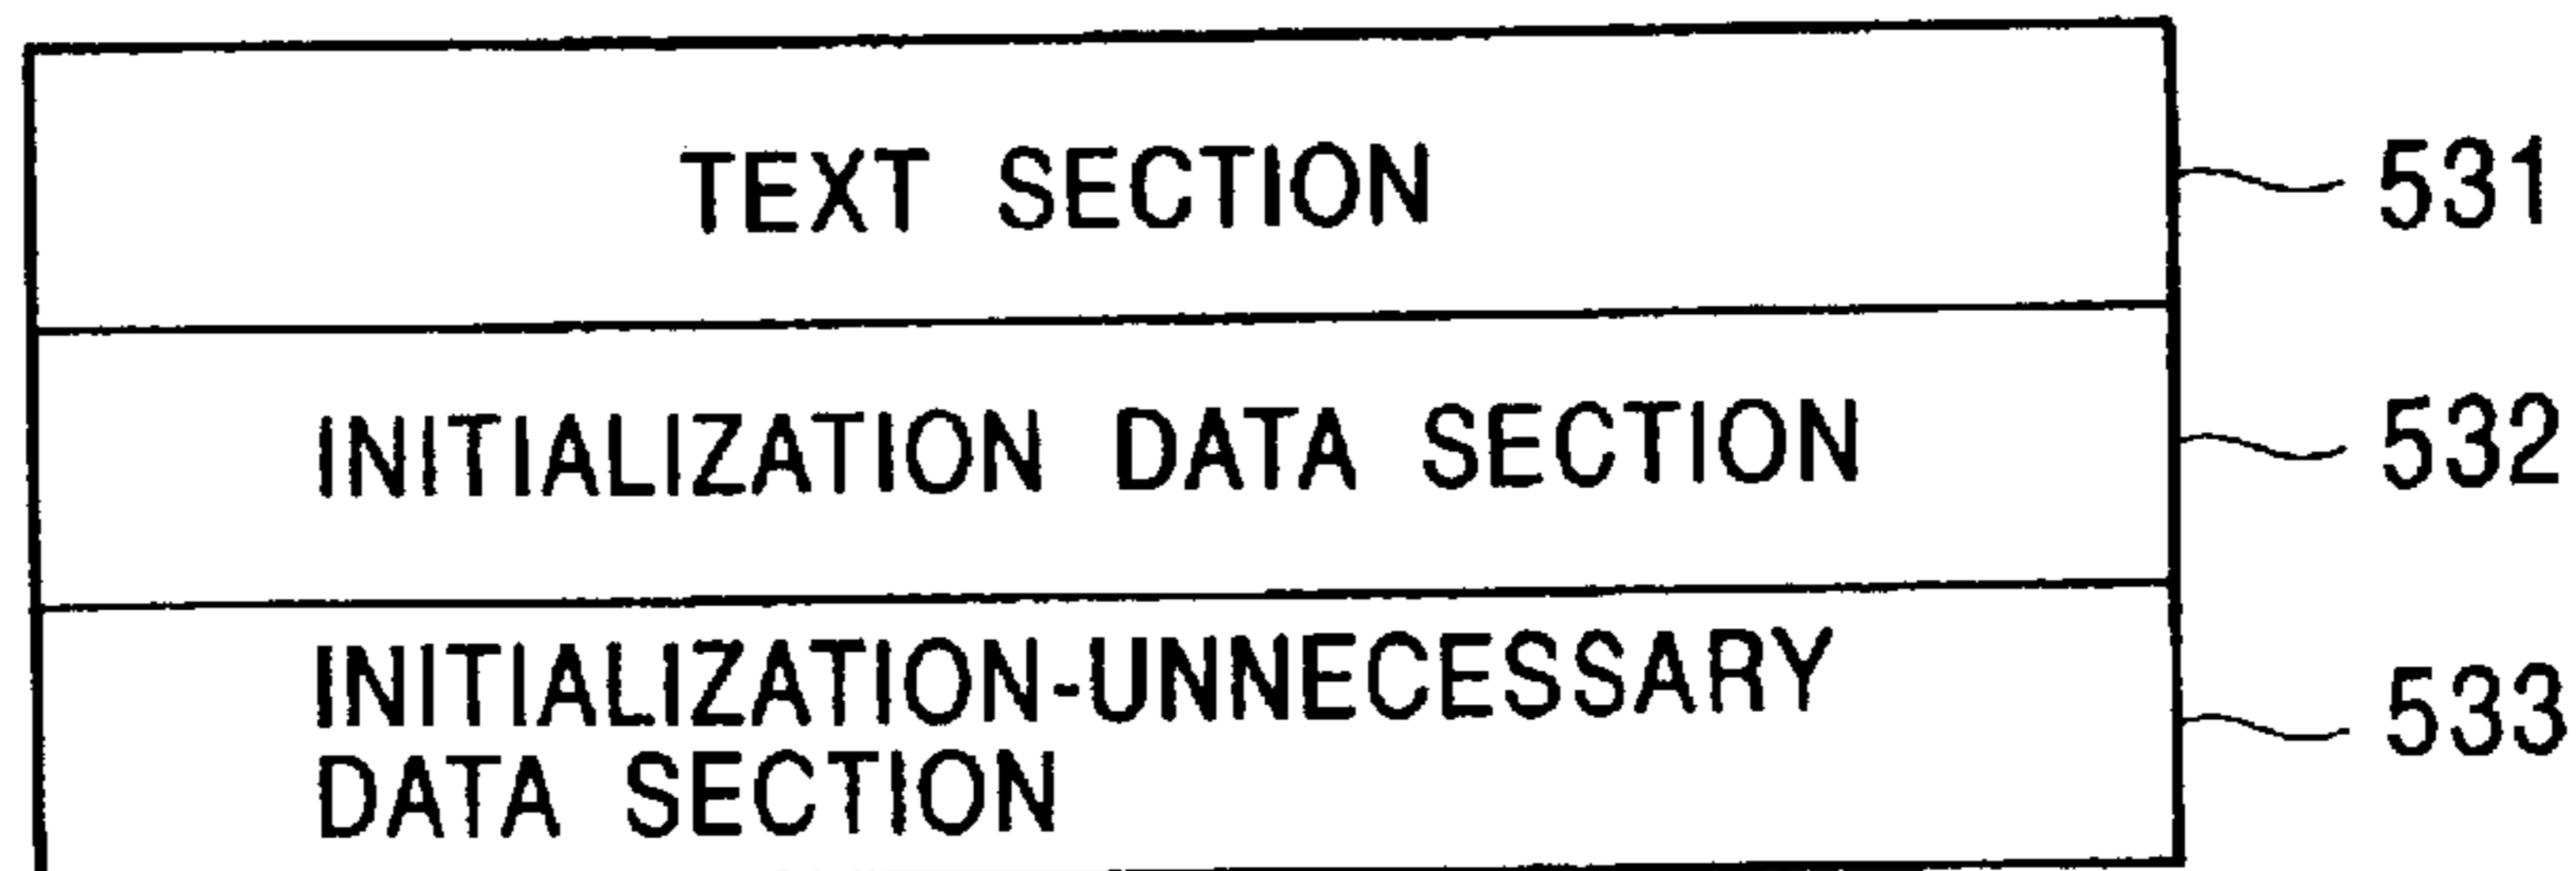 TEXT SECTION 531
INITIALIZATION DATA SECTION 532
INITIALIZATION-UNNECESSARY
DATA SECTION 533